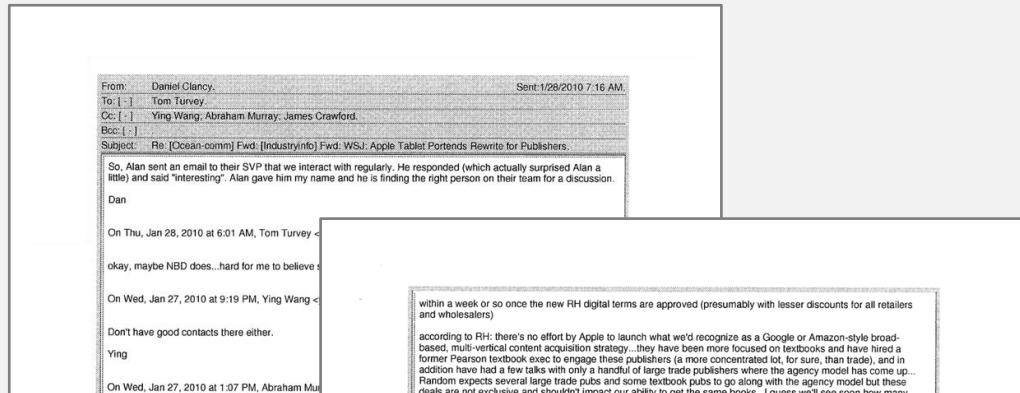 From: Daniel Clancy. Sent:1/28/2010 7:16 AM.
To: [ - ] Tom Turvey.
Cc: [ - ] Ying Wang; Abraham Murray; James Crawford.
Bcc: [ - ] .
Subject: Re: [Ocean-comm] Fwd: [Industryinfo] Fwd: WSJ: Apple Tablet Portends Rewrite for Publishers.
So, Alan sent an email to their SVP that we interact with regularly. He responded (which actually surprised Alan a
little) and said "interesting". Alan gave him my name and he is finding the right person on their team for a discussion.
Dan
On Thu, Jan 28, 2010 at 6:01 AM, Tom Turvey <
okay, maybe NBD does...hard for me to believe
On Wed, Jan 27, 2010 at 9:19 PM, Ying Wang <
Don't have good contacts there either.
Ying
On Wed, Jan 27, 2010 at 1:07 PM, Abraham Mu
within a week or so once the new RH digital terms are approved (presumably with lesser discounts for all retailers
and wholesalers)
according to RH: there's no effort by Apple to launch what we'd recognize as a Google or Amazon-style broad-
based, multi-vertical content acquisition strategy...they have been more focused on textbooks and have hired a
former Pearson textbook exec to engage these publishers (a more concentrated lot, for sure, than trade), and in
addition have had a few talks with only a handful of large trade publishers where the agency model has come up...
Random expects several large trade pubs and some textbook pubs to go along with the agency model but these
deals are not exclusive and shouldn't impact our ability to get the same books. I guess we'll see soon how many